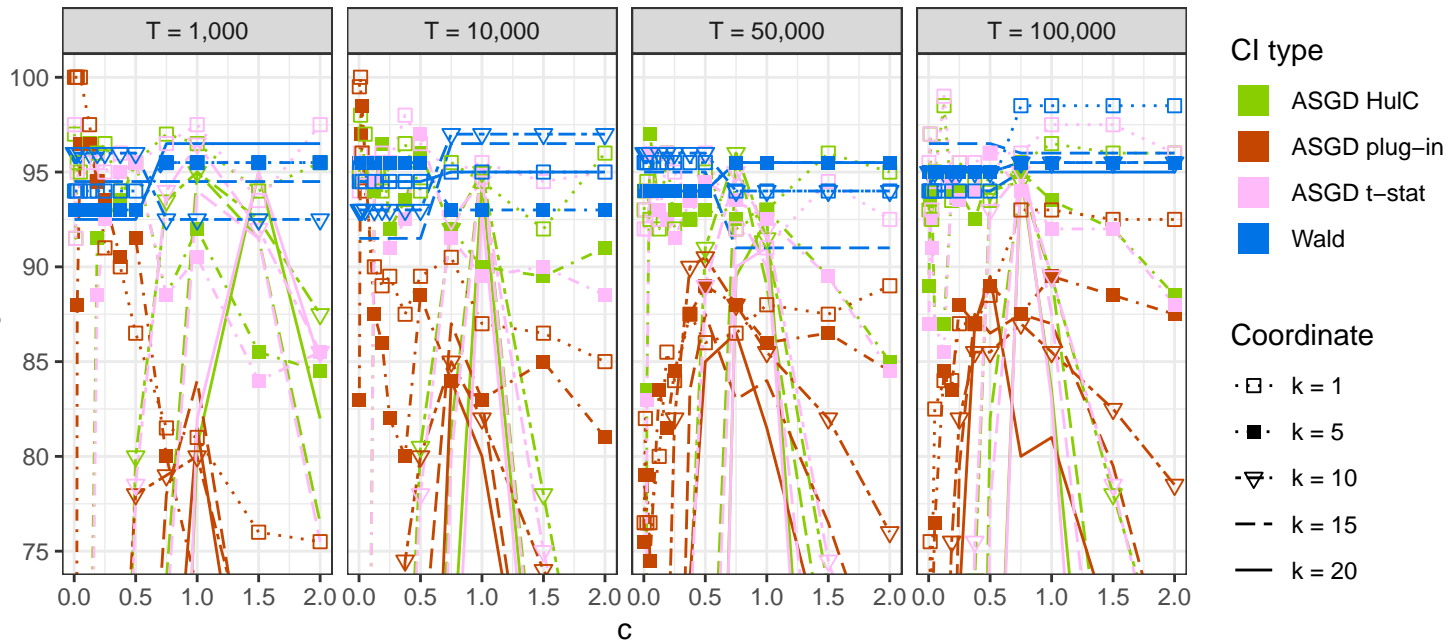 T = 1,000 T = 10,000 T = 50,000 T = 100,000
100
95
90
85
80
75
0.0 0.5 1.0 1.5 2.0 0.0 0.5 1.0 1.5 2.0 0.0 0.5 1.0 1.5 2.0 0.0 0.5 1.0 1.5 2.0
c
CI type
ASGD HulC
ASGD plug−in
ASGD t−stat
Wald
Coordinate
k = 1
k = 5
k = 10
k = 15
k = 20